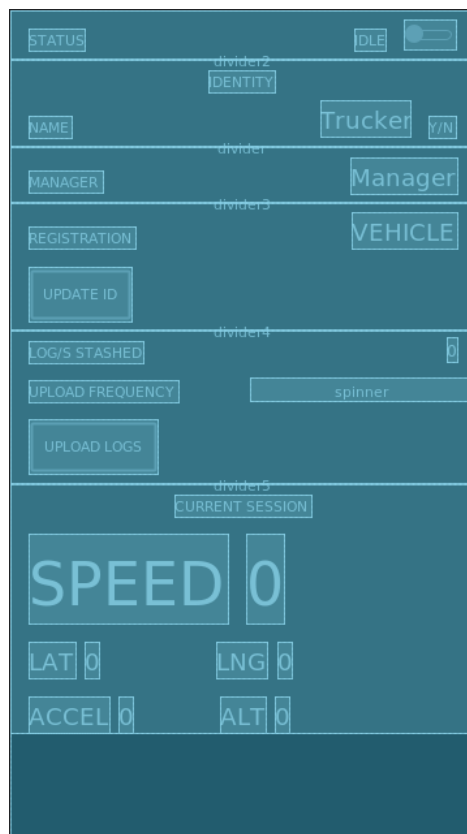 STATUS IDLE
divider2
IDENTITY
NAME Trucker Y/N
divider
MANAGER Manager
divider3
REGISTRATION VEHICLE
UPDATE ID
divider4
LOG/S STASHED 0
UPLOAD FREQUENCY spinner
UPLOAD LOGS
divider5
CURRENT SESSION
SPEED 0
LAT 0 LNG 0
ACCEL 0 ALT 0